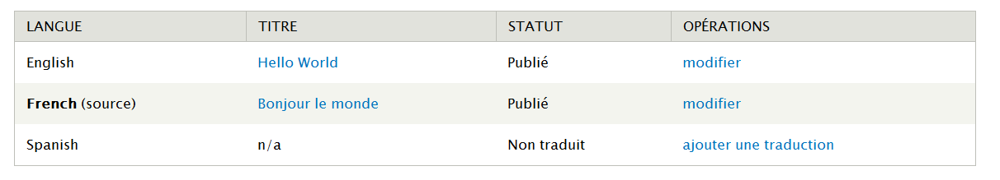 LANGUE TITRE STATUT OPÉRATIONS
English Hello World Publié modifier
French (source) Bonjour le monde Publié modifier
Spanish n/a Non traduit ajouter une traduction